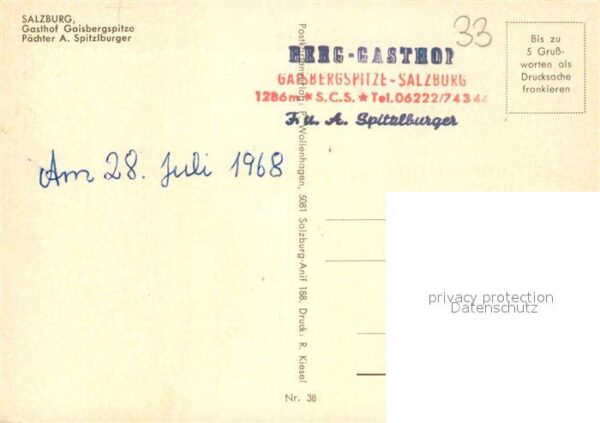 SALZBURG,
Gasthof Gaisbergspitze
Pächter A. Spitzlburger
33
Bis zu
5 Gruß-
worten als
Drucksache
frankieren
BERG-GASTHOF
GAISBERGSPITZE-SALZBURG
1286m ★ S.C.S. ★ Tel.06222/74344
F. u. A. Spitzlburger
Am 28. Juli 1968
Wollenhagen, 5081 Salzburg-Anif 188. Druck: R. Kiesel
Nr. 38
privacy protection
Datenschutz